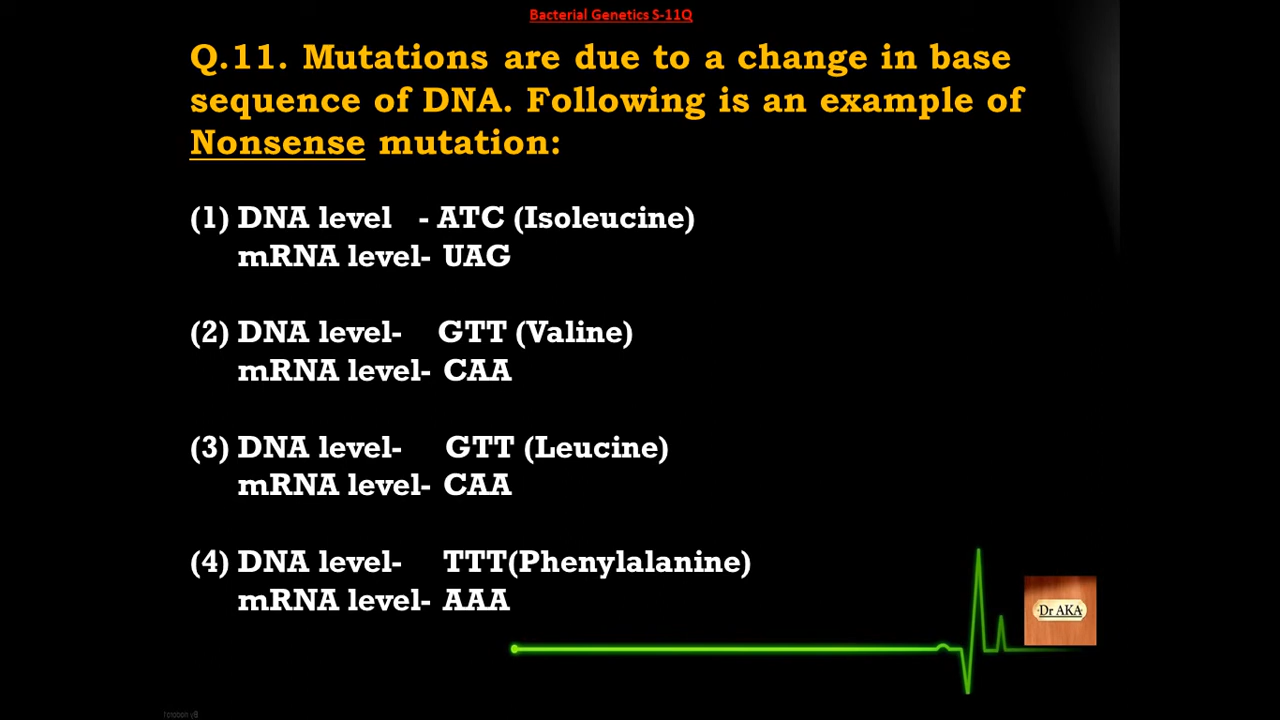 Bacterial Genetics S-11Q
Q.11. Mutations are due to a change in base
sequence of DNA. Following is an example of
Nonsense mutation:
(1) DNA level - ATC (Isoleucine)
mRNA level- UAG
(2) DNA level- GTT (Valine)
mRNA level- CAA
(3) DNA level- GTT (Leucine)
mRNA level- CAA
(4) DNA level- TTT(Phenylalanine)
mRNA level- AAA
Dr AKA